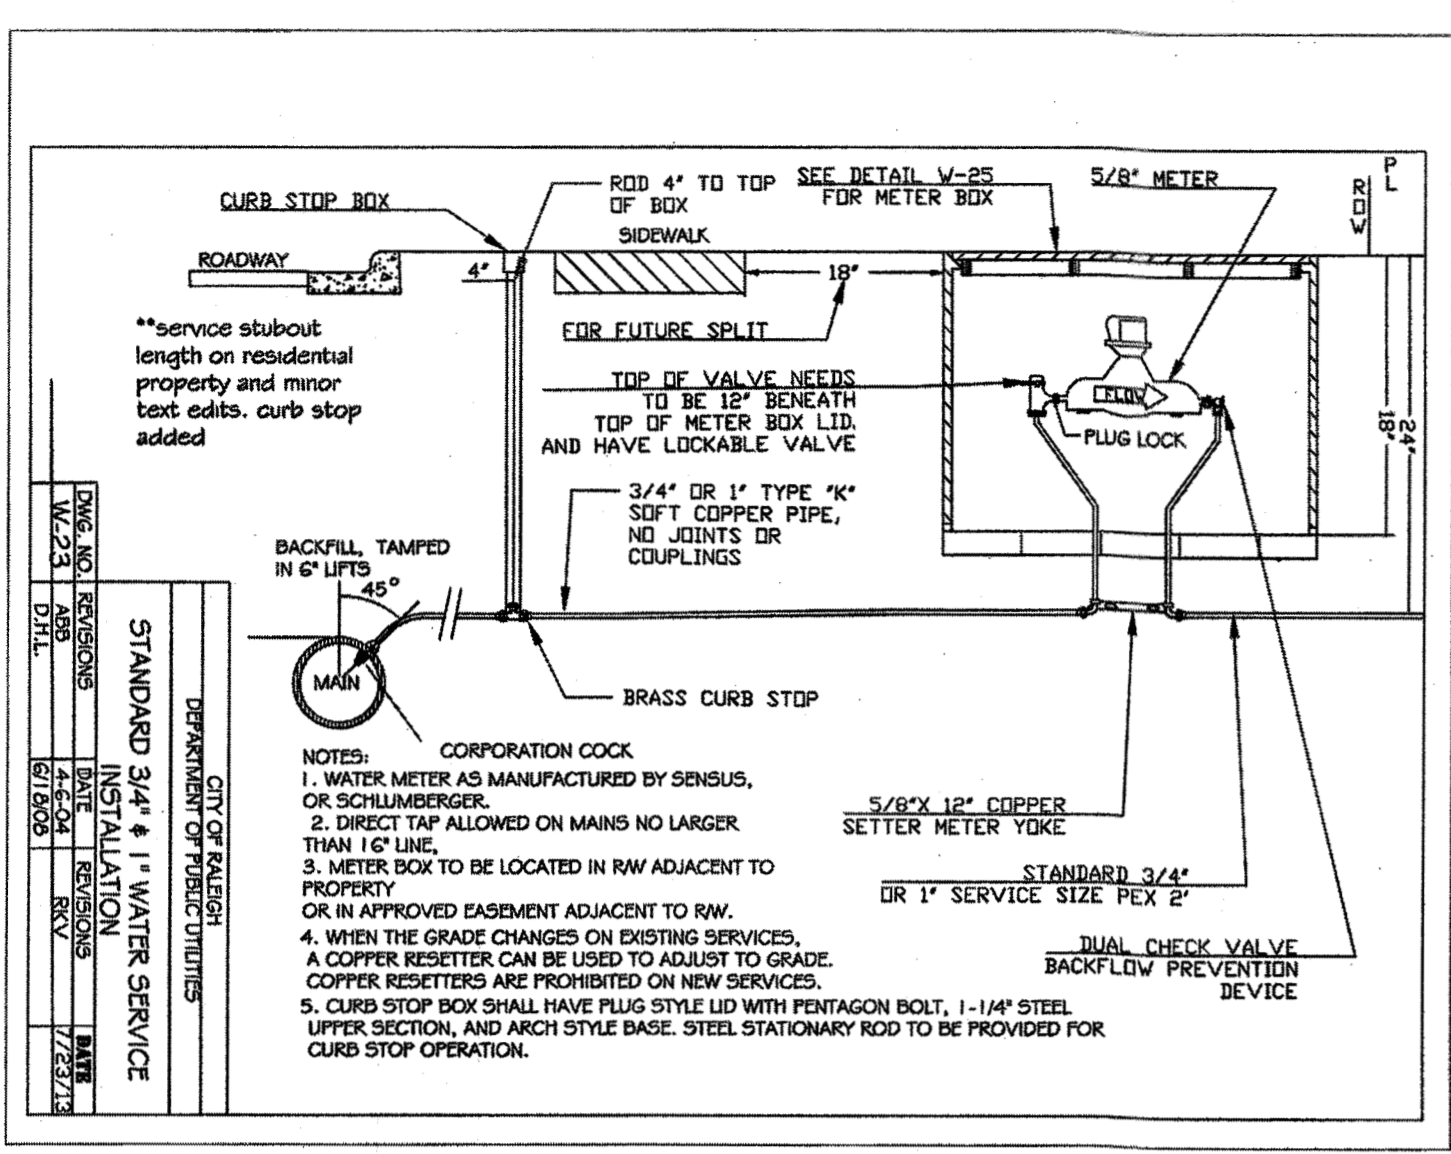 P
L
ROW
CURB STOP BOX
ROD 4" TO TOP
OF BOX
SEE DETAIL W-25
FOR METER BOX
5/8" METER
SIDEWALK
ROADWAY
4"
18"
FOR FUTURE SPLIT
**service stubout
length on residential
property and minor
text edits. curb stop
added
TOP OF VALVE NEEDS
TO BE 12" BENEATH
TOP OF METER BOX LID.
AND HAVE LOCKABLE VALVE
FLOW
PLUG LOCK
18"
24"
3/4" OR 1" TYPE "K"
SOFT COPPER PIPE,
NO JOINTS OR
COUPLINGS
BACKFILL, TAMPED
IN 6" LIFTS
45°
MAIN
BRASS CURB STOP
CORPORATION COCK
5/8"X 12" COPPER
SETTER METER YOKE
STANDARD 3/4"
OR 1" SERVICE SIZE PEX 2'
DUAL CHECK VALVE
BACKFLOW PREVENTION
DEVICE
NOTES:
1. WATER METER AS MANUFACTURED BY SENSUS,
OR SCHLUMBERGER.
2. DIRECT TAP ALLOWED ON MAINS NO LARGER
THAN 16" LINE,
3. METER BOX TO BE LOCATED IN R/W ADJACENT TO
PROPERTY
OR IN APPROVED EASEMENT ADJACENT TO R/W.
4. WHEN THE GRADE CHANGES ON EXISTING SERVICES,
A COPPER RESETTER CAN BE USED TO ADJUST TO GRADE.
COPPER RESETTERS ARE PROHIBITED ON NEW SERVICES.
5. CURB STOP BOX SHALL HAVE PLUG STYLE LID WITH PENTAGON BOLT, 1-1/4" STEEL
UPPER SECTION, AND ARCH STYLE BASE. STEEL STATIONARY ROD TO BE PROVIDED FOR
CURB STOP OPERATION.
CITY OF RALEIGH
DEPARTMENT OF PUBLIC UTILITIES
STANDARD 3/4" & 1" WATER SERVICE
INSTALLATION
DWG. NO. REVISIONS DATE REVISIONS DATE
W-23 ABB 4-6-04 RKV 7/23/13
D.H.L. 6/18/08